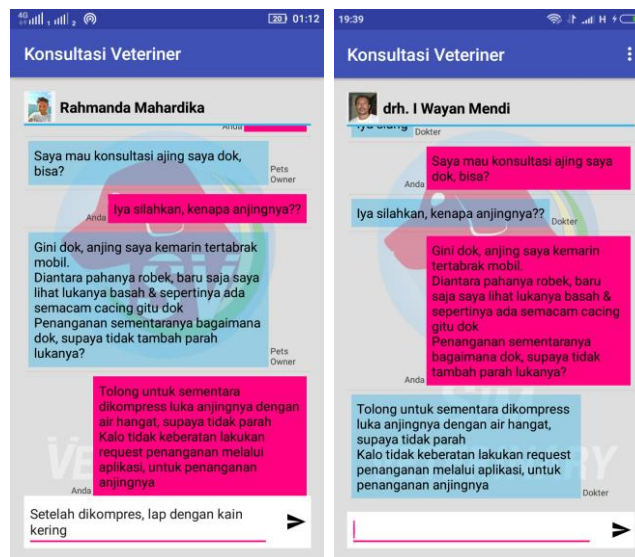 4G
1
2
20
01:12
Konsultasi Veteriner
Rahmanda Mahardika
Anda
Saya mau konsultasi ajing saya dok,
bisa?
Pets
Owner
Anda
Iya silahkan, kenapa anjingnya??
Gini dok, anjing saya kemarin tertabrak
mobil.
Diantara pahanya robek, baru saja saya
lihat lukanya basah & sepertinya ada
semacam cacing gitu dok
Penanganan sementaranya bagaimana
dok, supaya tidak tambah parah
lukanya?
Pets
Owner
Tolong untuk sementara
dikompress luka anjingnya dengan
air hangat, supaya tidak parah
Kalo tidak keberatan lakukan
request penanganan melalui
aplikasi, untuk penanganan
anjingnya
Anda
Setelah dikompres, lap dengan kain
kering
19:39
H
Konsultasi Veteriner
drh. I Wayan Mendi
Iya siang
Dokter
Saya mau konsultasi ajing saya
dok, bisa?
Anda
Iya silahkan, kenapa anjingnya??
Dokter
Gini dok, anjing saya kemarin
tertabrak mobil.
Diantara pahanya robek, baru
saja saya lihat lukanya basah &
sepertinya ada semacam cacing
gitu dok
Penanganan sementaranya
bagaimana dok, supaya tidak
tambah parah lukanya?
Anda
Tolong untuk sementara dikompress
luka anjingnya dengan air hangat,
supaya tidak parah
Kalo tidak keberatan lakukan request
penanganan melalui aplikasi, untuk
penanganan anjingnya
Dokter